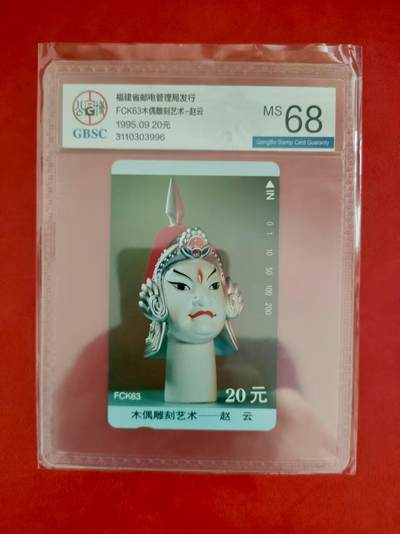 福建省邮电管理局发行
FCK63木偶雕刻艺术-赵云
1995.09 20元
3110303996
GBSC
MS 68
GongBo Stamp Card Guaranty
IN
0 1 10 50 100 200
FCK63
20元
木偶雕刻艺术——赵 云